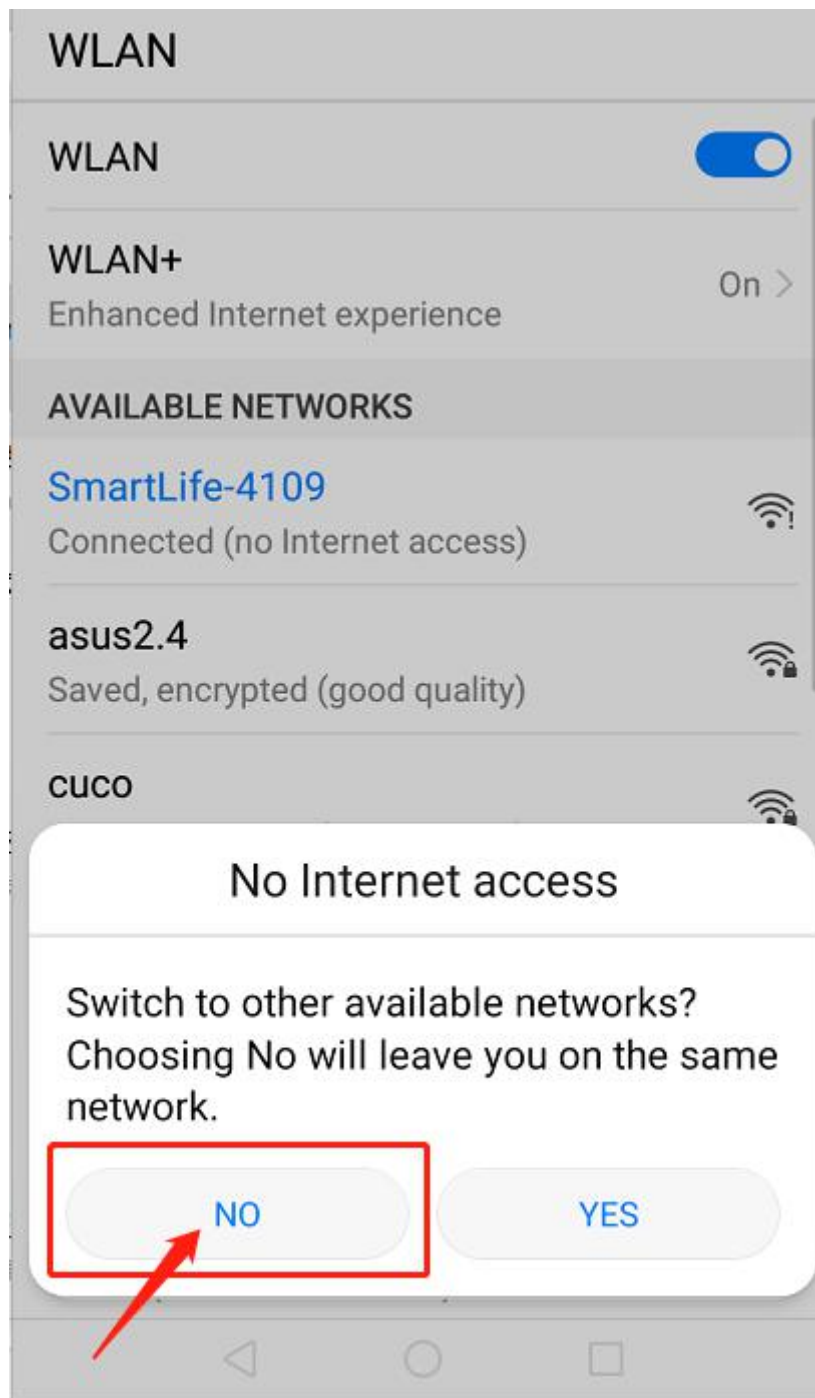 WLAN
WLAN
WLAN+
On
Enhanced Internet experience
AVAILABLE NETWORKS
SmartLife-4109
Connected (no Internet access)
asus2.4
Saved, encrypted (good quality)
cuco
No Internet access
Switch to other available networks?
Choosing No will leave you on the same
network.
NO
YES